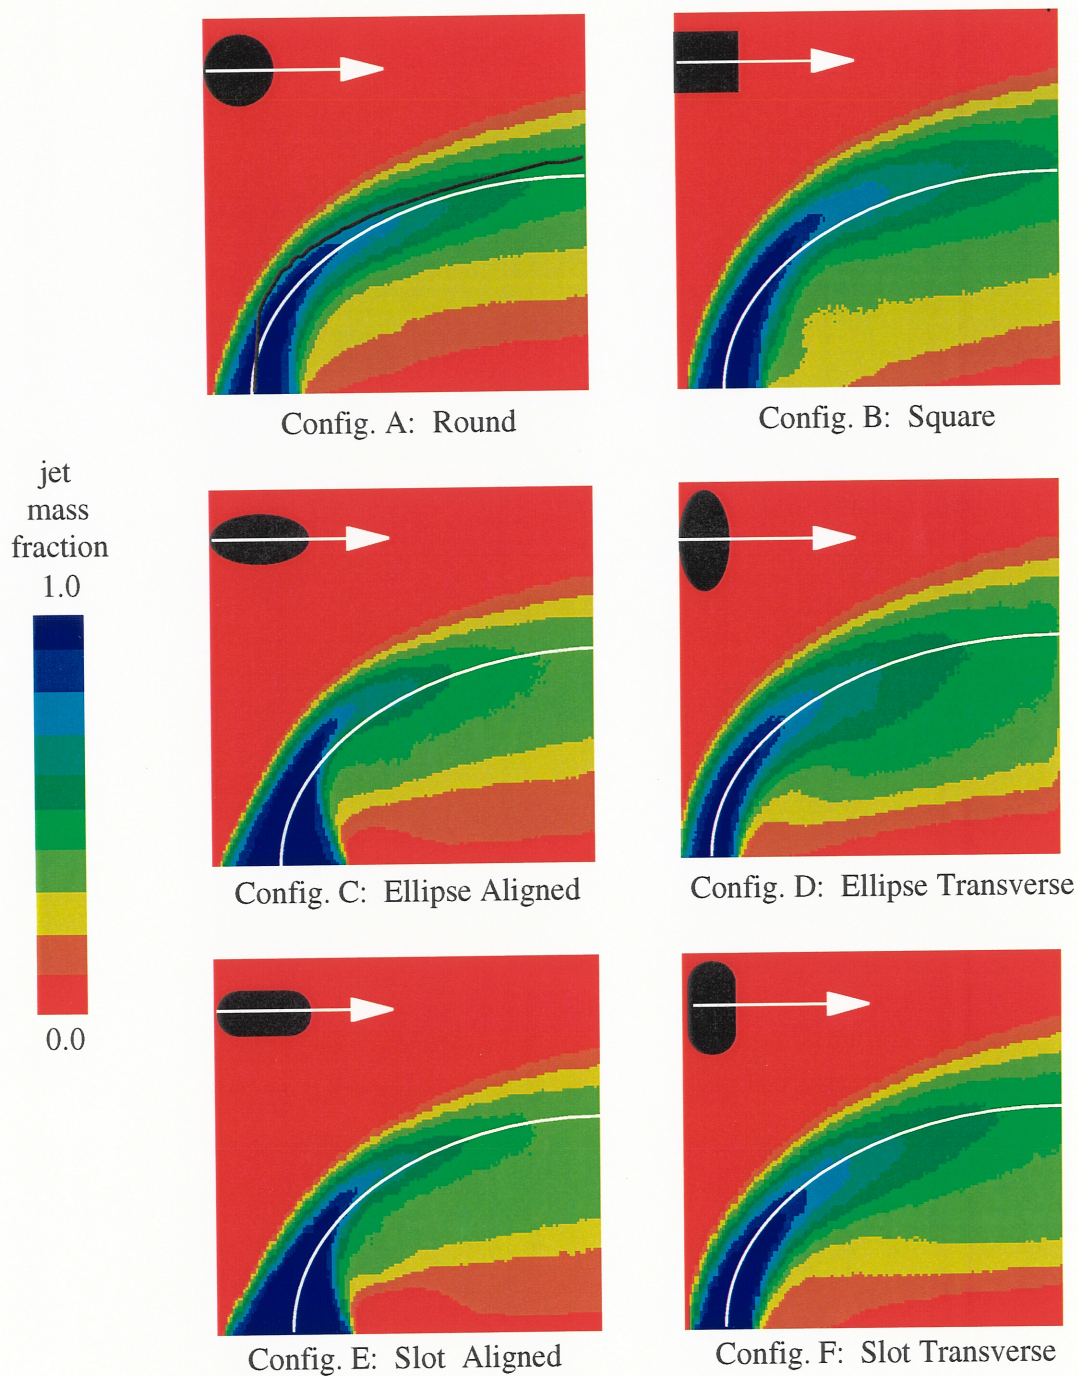 Config. A: Round
Config. B: Square
jet
mass
fraction
1.0
0.0
Config. C: Ellipse Aligned
Config. D: Ellipse Transverse
Config. E: Slot Aligned
Config. F: Slot Transverse